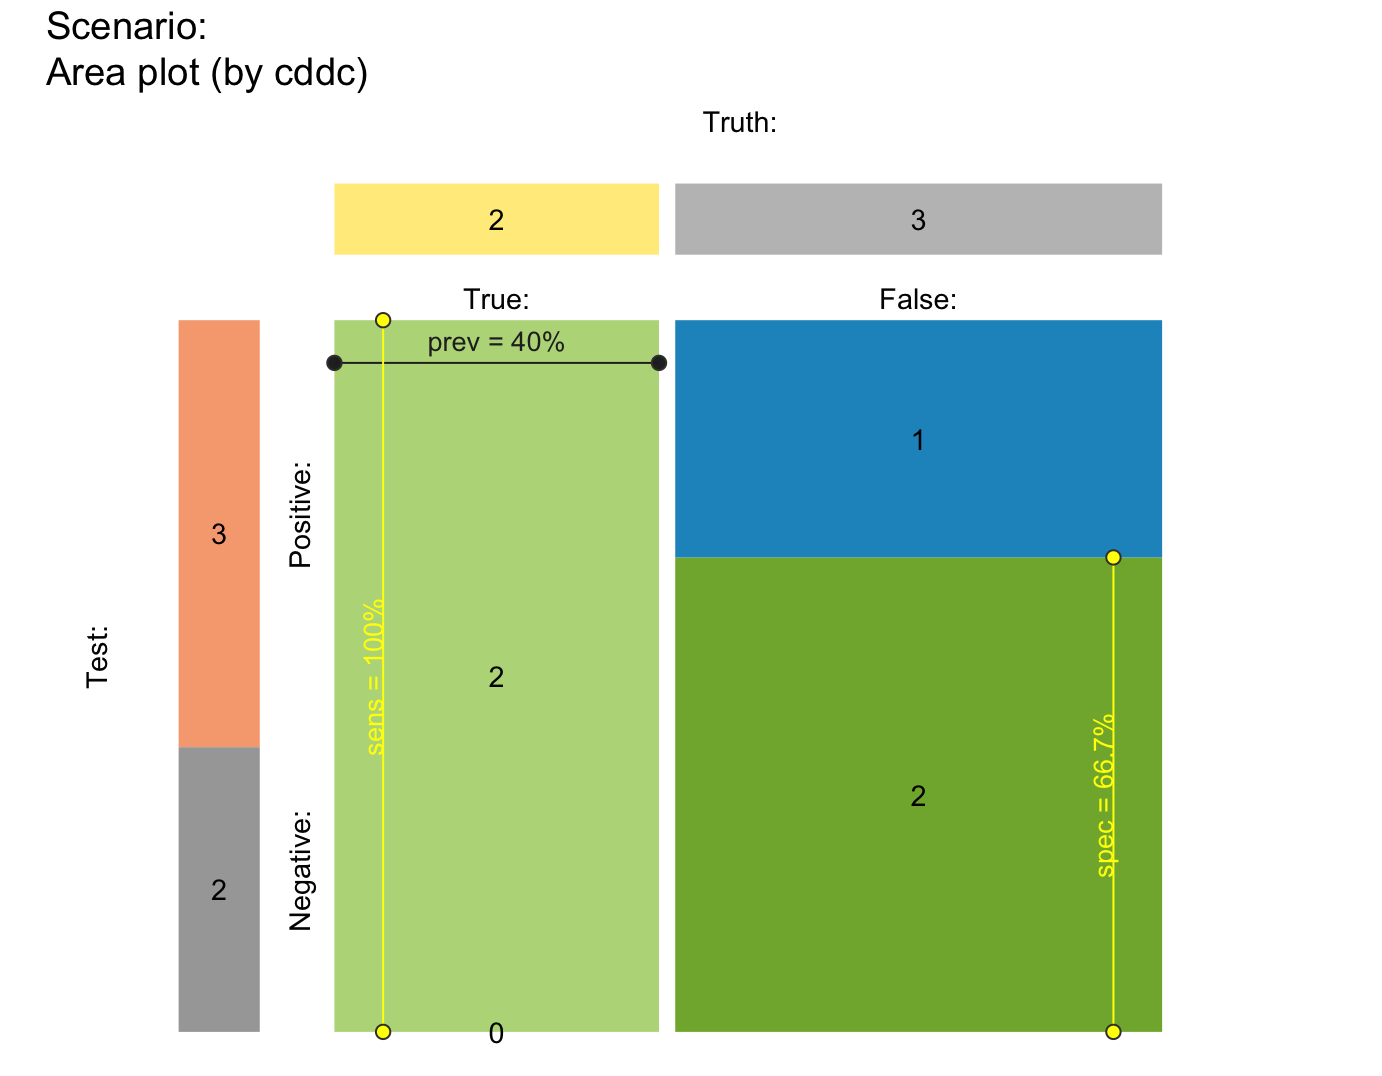 Scenario:
Area plot (by cddc)
Truth:
2
3
True:
False:
prev = 40%
1
Positive:
3
sens = 100%
Test:
2
2
spec = 66.7%
Negative:
2
0